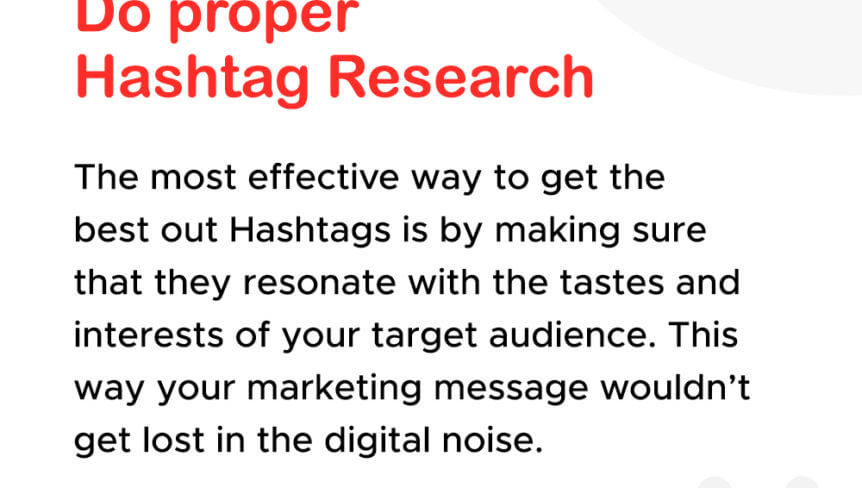 Do proper
Hashtag Research
The most effective way to get the
best out Hashtags is by making sure
that they resonate with the tastes and
interests of your target audience. This
way your marketing message wouldn’t
get lost in the digital noise.